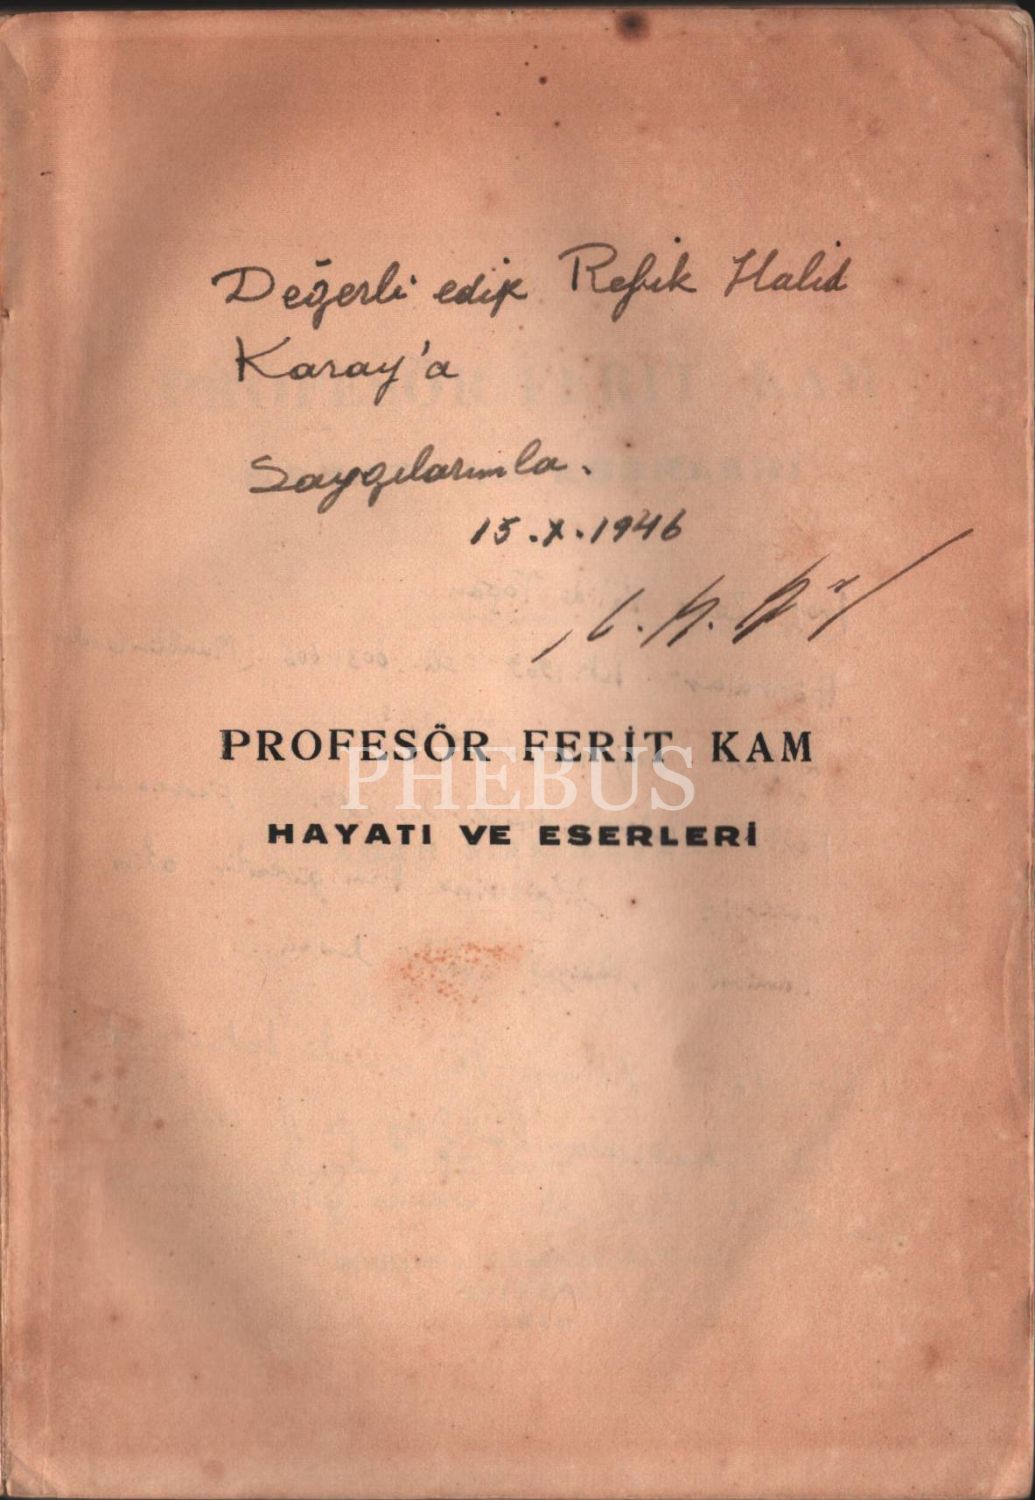 Değerli edip Refik Halid
Karay'a
Saygılarımla.
15.X.1946
PROFESÖR FERİT KAM
PHEBUS
HAYATI VE ESERLERİ